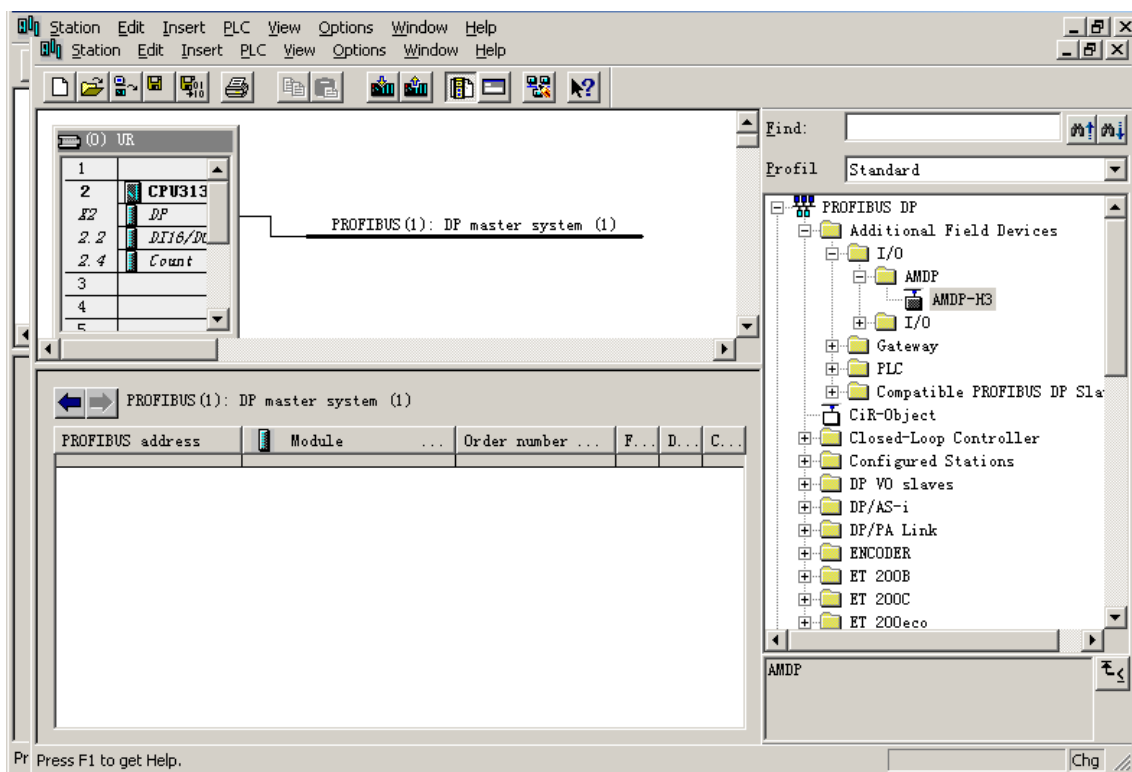 Station Edit Insert PLC View Options Window Help
Station Edit Insert PLC View Options Window Help
(0) UR
1
2 CPU313
X2 DP
2.2 DI16/DO
2.4 Count
3
4
5
PROFIBUS(1): DP master system (1)
Find:
Profil Standard
PROFIBUS DP
Additional Field Devices
I/O
AMDP
AMDP-H3
I/O
Gateway
PLC
Compatible PROFIBUS DP Sla
CiR-Object
Closed-Loop Controller
Configured Stations
DP V0 slaves
DP/AS-i
DP/PA Link
ENCODER
ET 200B
ET 200C
ET 200eco
PROFIBUS(1): DP master system (1)
PROFIBUS address Module ... Order number ... F... D... C...
AMDP
Pr Press F1 to get Help.
Chg